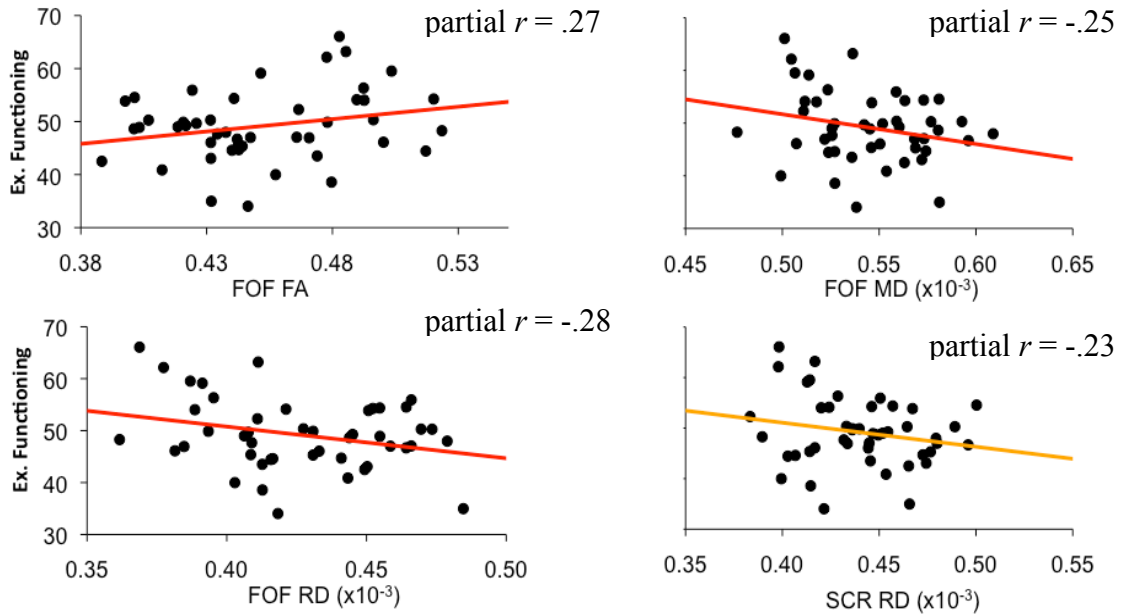 partial r = .27
Ex. Functioning
70
60
50
40
30
0.38 0.43 0.48 0.53
FOF FA
partial r = -.25
0.45 0.50 0.55 0.60 0.65
FOF MD (x10⁻³)
partial r = -.28
Ex. Functioning
70
60
50
40
30
0.35 0.40 0.45 0.50
FOF RD (x10⁻³)
partial r = -.23
0.35 0.40 0.45 0.50 0.55
SCR RD (x10⁻³)